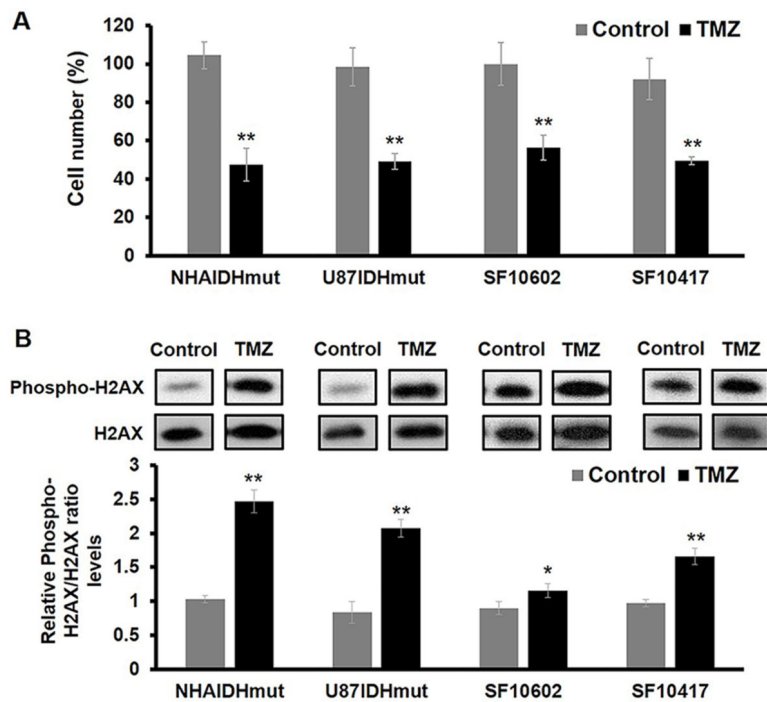 A
Control TMZ
Cell number (%)
120
100
80
60
40
20
0
** ** ** **
NHAIDHmut U87IDHmut SF10602 SF10417
B
Control TMZ Control TMZ Control TMZ Control TMZ
Phospho-H2AX
H2AX
Control TMZ
Relative Phospho-
H2AX/H2AX ratio
levels
3
2.5
2
1.5
1
0.5
0
** ** * **
NHAIDHmut U87IDHmut SF10602 SF10417